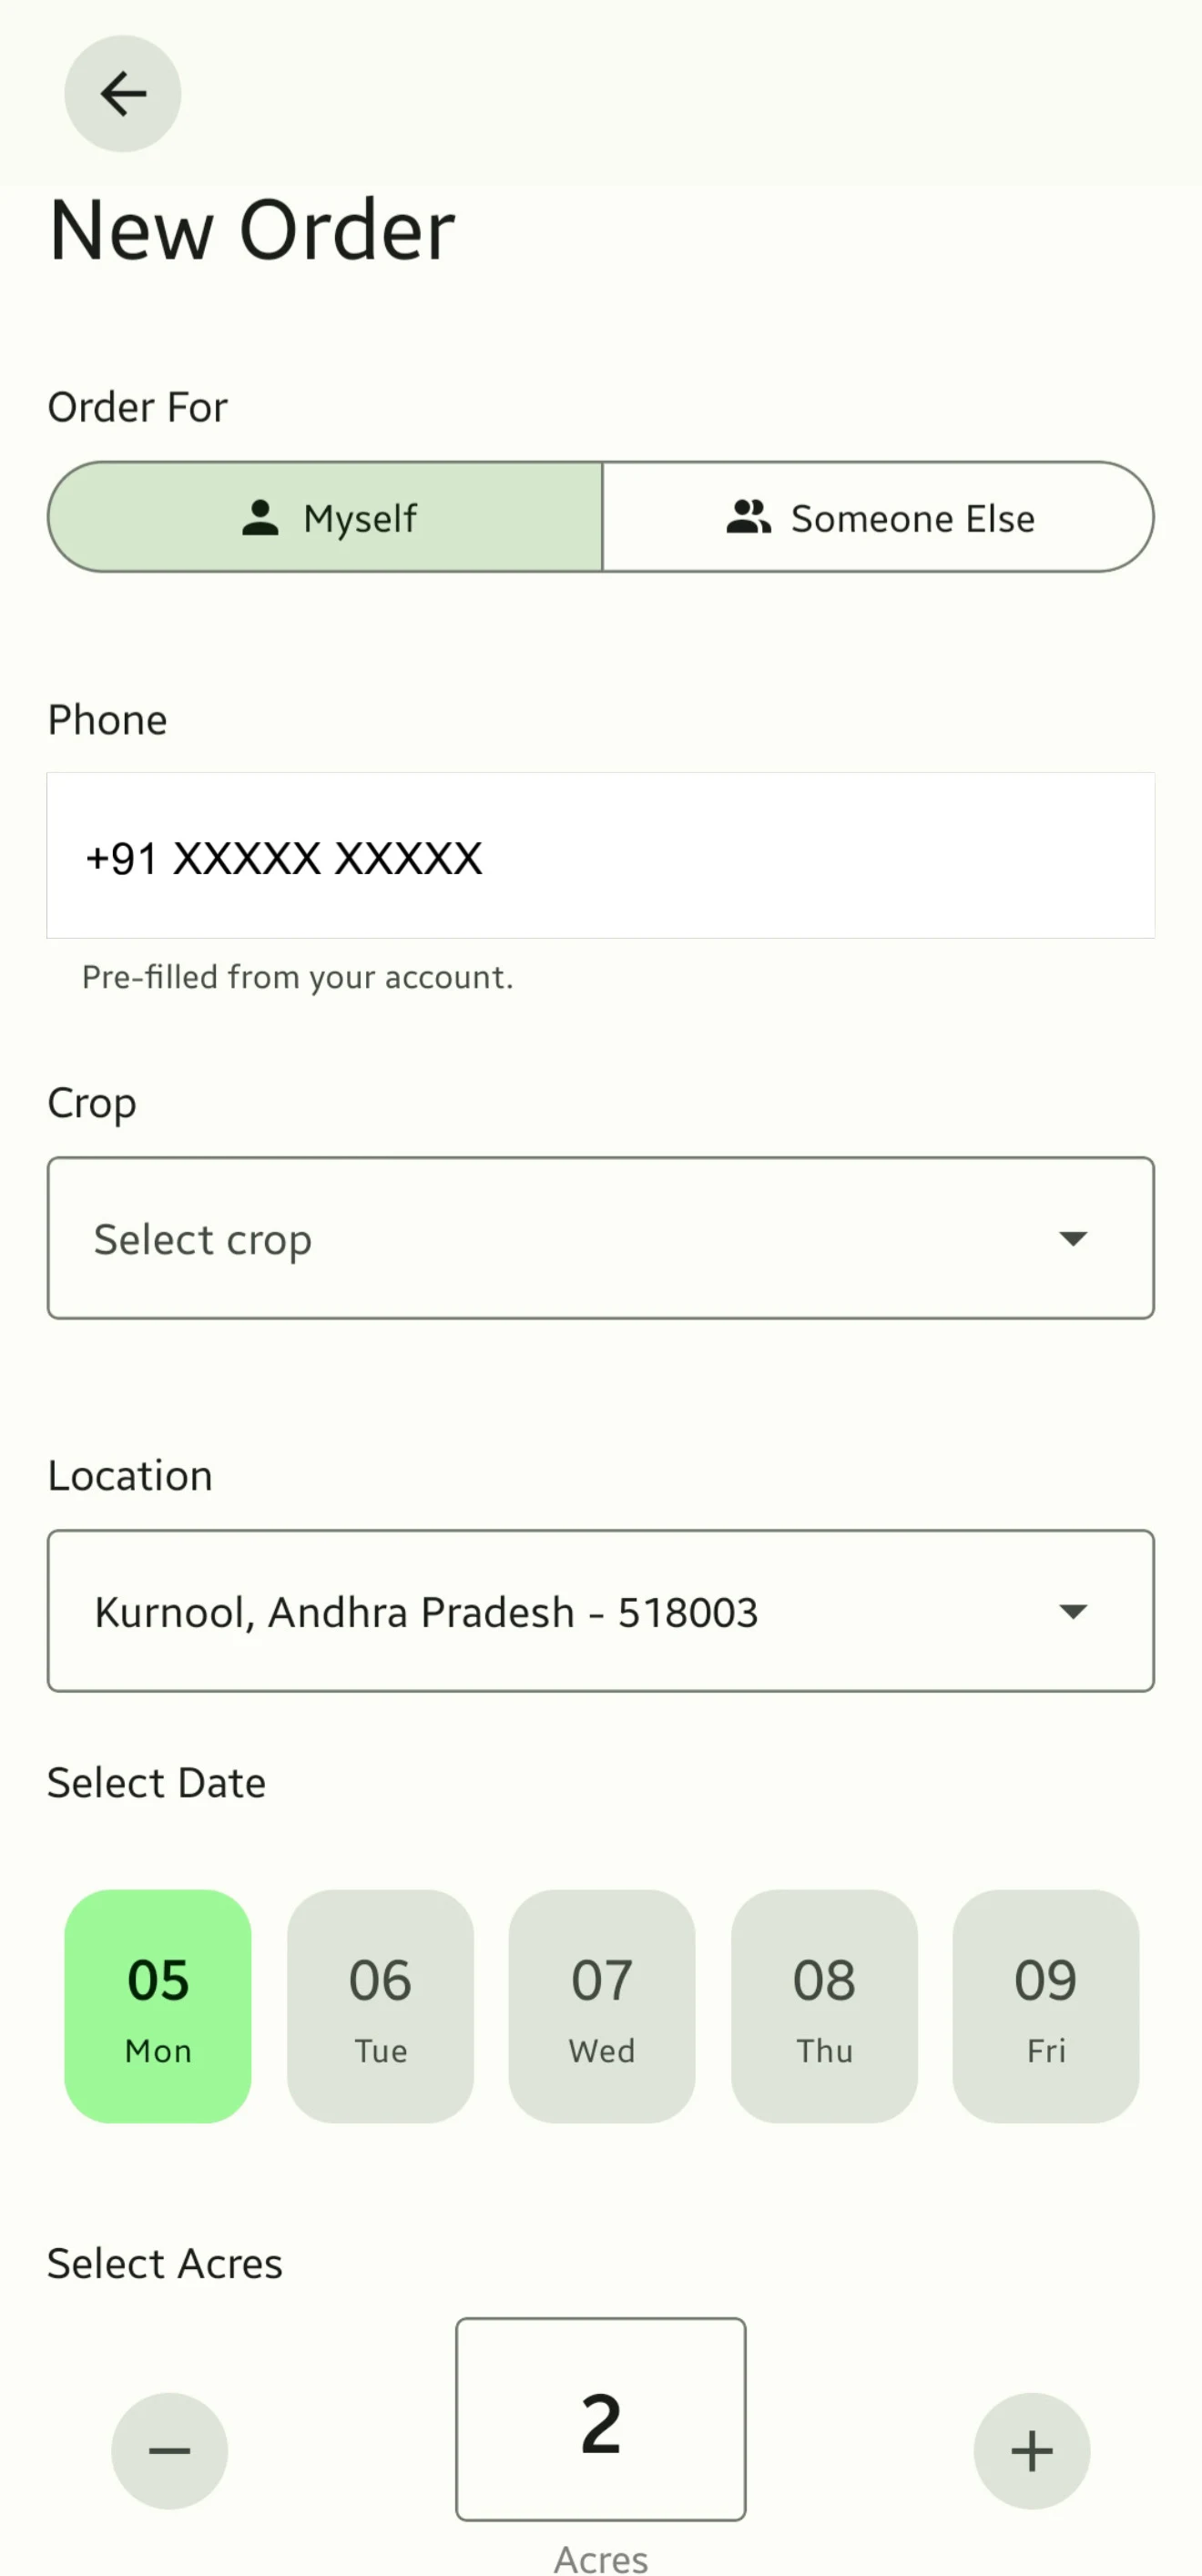 New Order
Order For
Myself
Someone Else
Phone
+91 XXXXX XXXXX
Pre-filled from your account.
Crop
Select crop
Location
Kurnool, Andhra Pradesh - 518003
Select Date
05 06 07 08 09
Mon Tue Wed Thu Fri
Select Acres
2
Acres